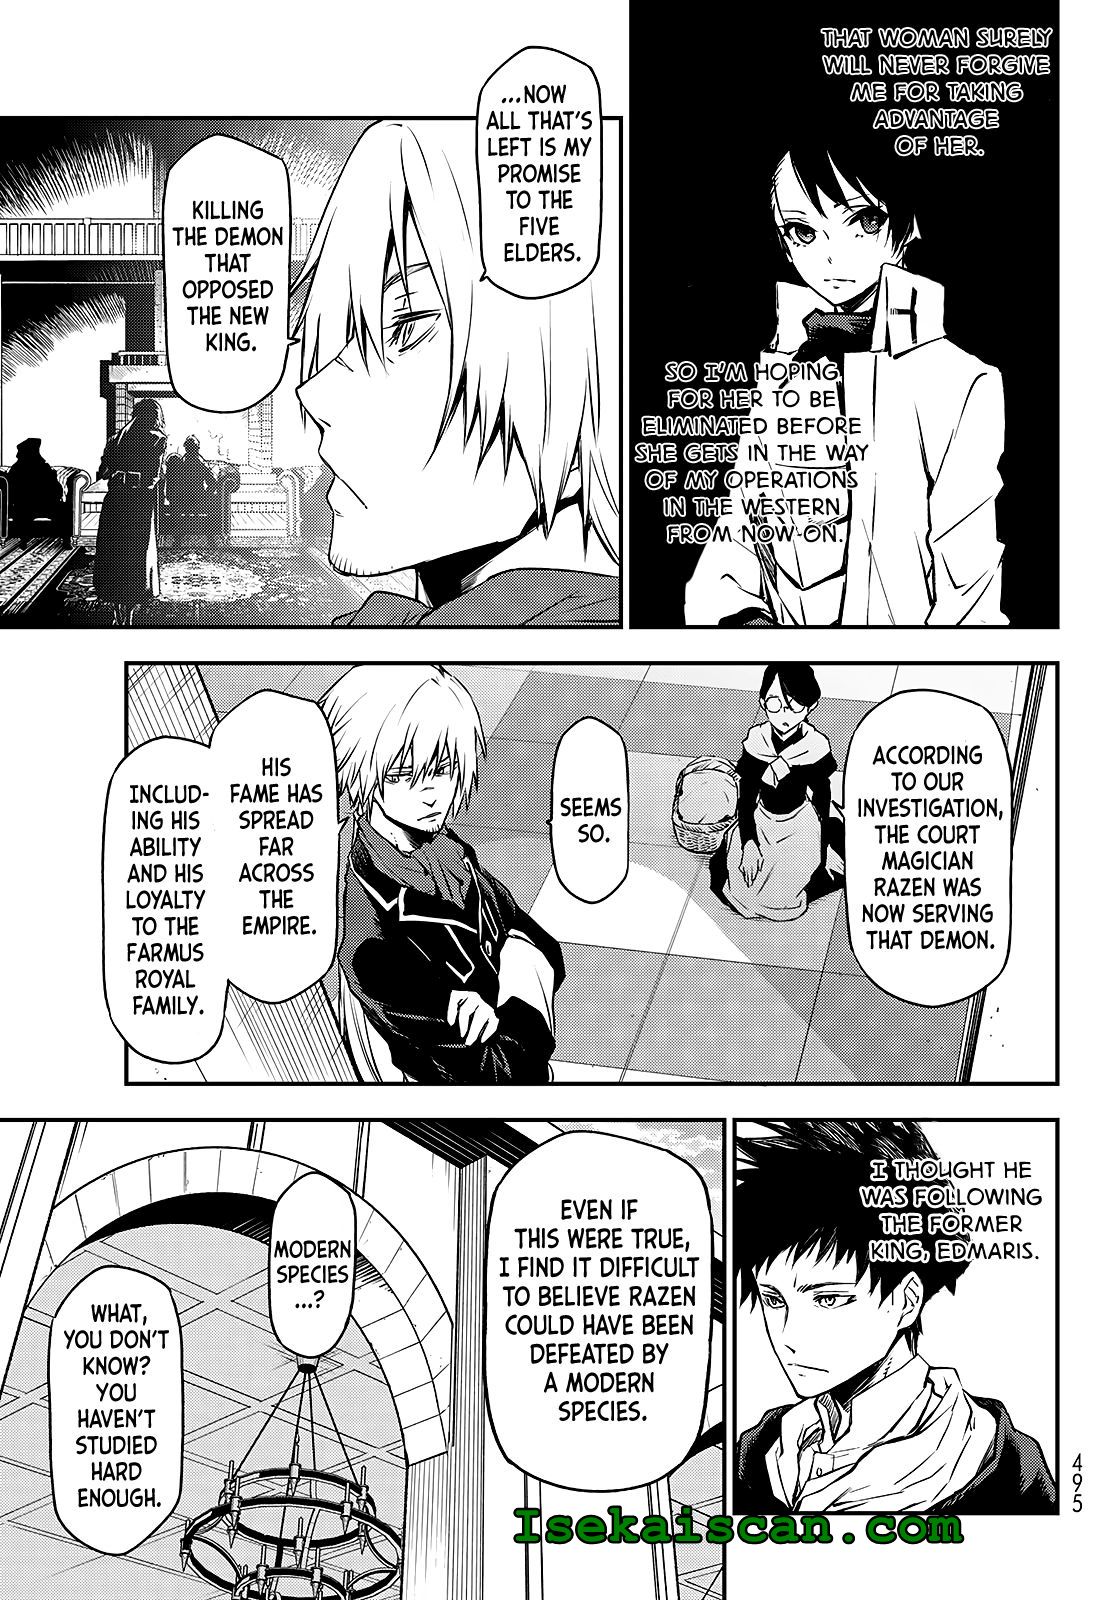 THAT WOMAN SURELY
WILL NEVER FORGIVE
ME FOR TAKING
ADVANTAGE
OF HER.
SO I'M HOPING
FOR HER TO BE
ELIMINATED BEFORE
SHE GETS IN THE WAY
OF MY OPERATIONS
IN THE WESTERN
FROM NOW ON.
...NOW
ALL THAT'S
LEFT IS MY
PROMISE
TO THE
FIVE
ELDERS.
KILLING
THE DEMON
THAT
OPPOSED
THE NEW
KING.
ACCORDING
TO OUR
INVESTIGATION,
THE COURT
MAGICIAN
RAZEN WAS
NOW SERVING
THAT DEMON.
SEEMS
SO.
HIS
FAME HAS
SPREAD
FAR
ACROSS
THE
EMPIRE.
INCLUD-
ING HIS
ABILITY
AND HIS
LOYALTY
TO THE
FARMUS
ROYAL
FAMILY.
I THOUGHT HE
WAS FOLLOWING
THE FORMER
KING, EDMARIS.
EVEN IF
THIS WERE TRUE,
I FIND IT DIFFICULT
TO BELIEVE RAZEN
COULD HAVE BEEN
DEFEATED BY
A MODERN
SPECIES.
MODERN
SPECIES
...?
WHAT,
YOU DON'T
KNOW?
YOU
HAVEN'T
STUDIED
HARD
ENOUGH.
495
Isekaiscan.com